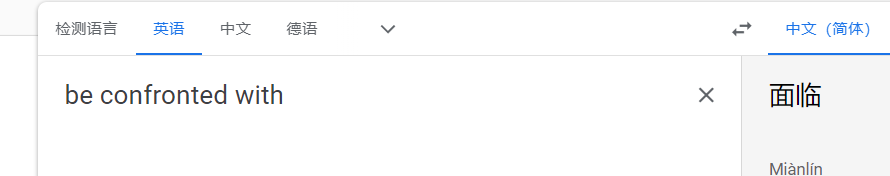 检测语言 英语 中文 德语 中文（简体）
be confronted with 面临
Miànlín